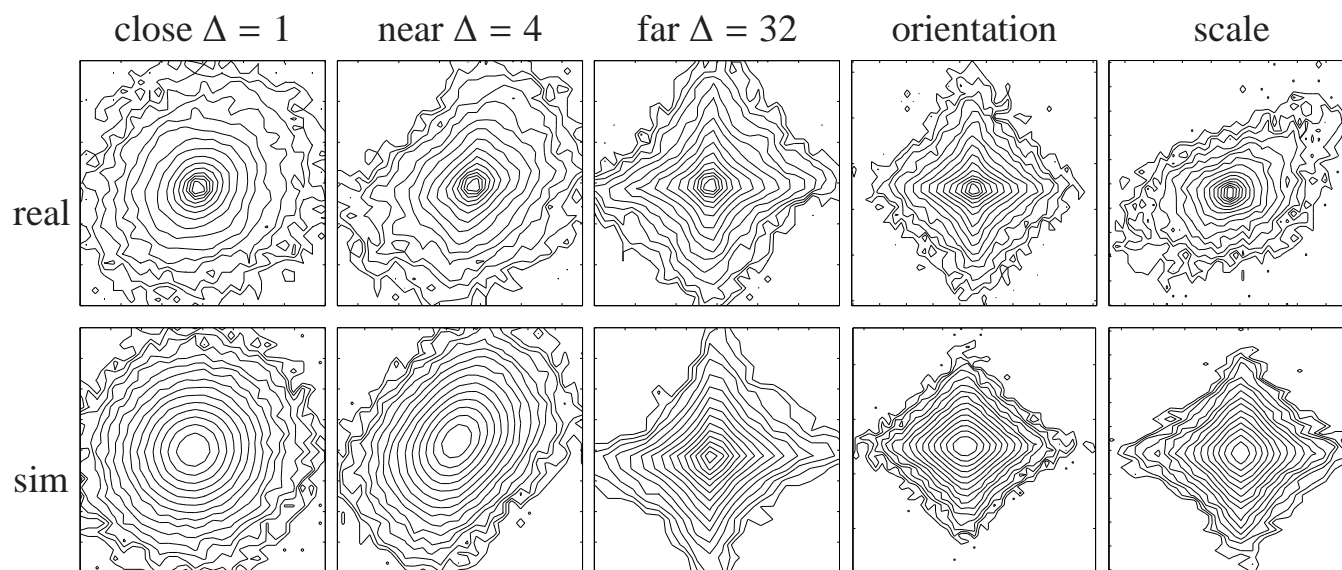 close Δ = 1 near Δ = 4 far Δ = 32 orientation scale
real
sim